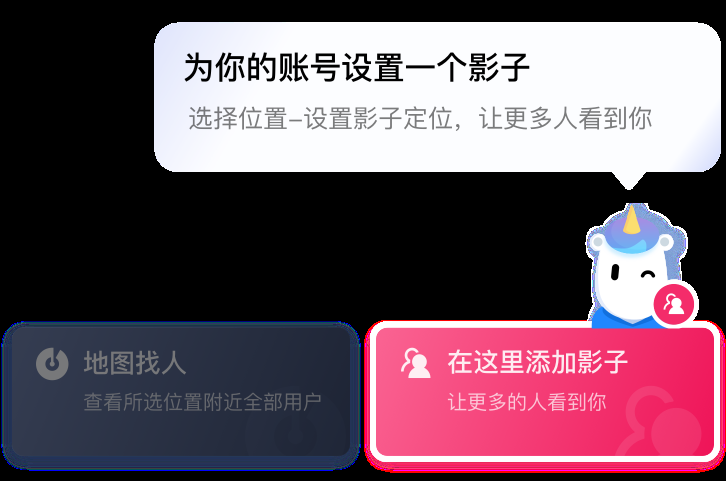 为你的账号设置一个影子
选择位置–设置影子定位，让更多人看到你
地图找人
查看所选位置附近全部用户
在这里添加影子
让更多的人看到你